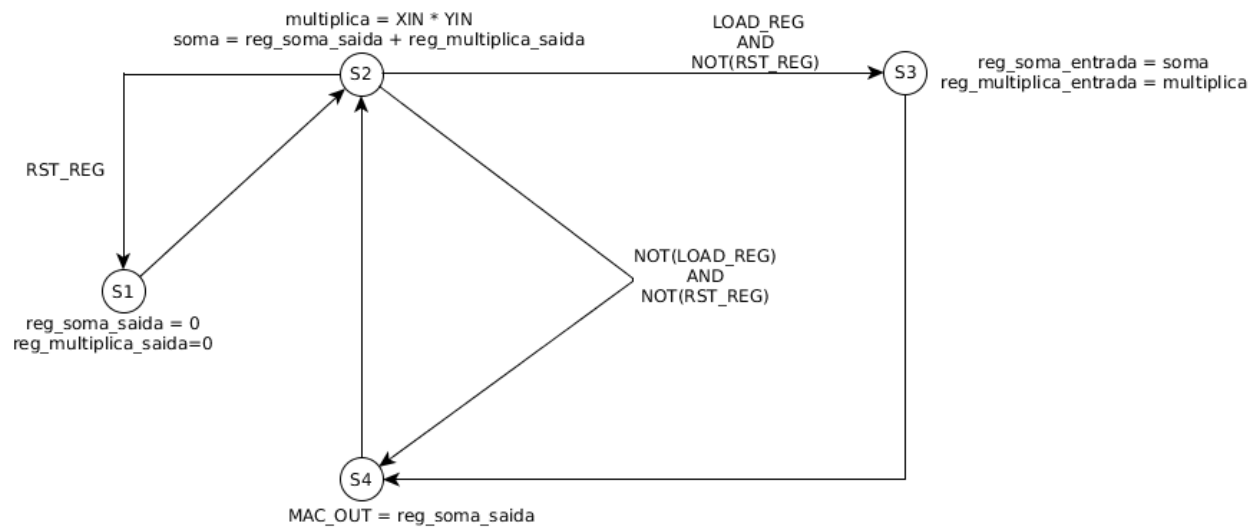 multiplica = XIN * YIN
soma = reg_soma_saida + reg_multiplica_saida
S2
LOAD_REG
AND
NOT(RST_REG)
S3
reg_soma_entrada = soma
reg_multiplica_entrada = multiplica
RST_REG
NOT(LOAD_REG)
AND
NOT(RST_REG)
S1
reg_soma_saida = 0
reg_multiplica_saida=0
S4
MAC_OUT = reg_soma_saida